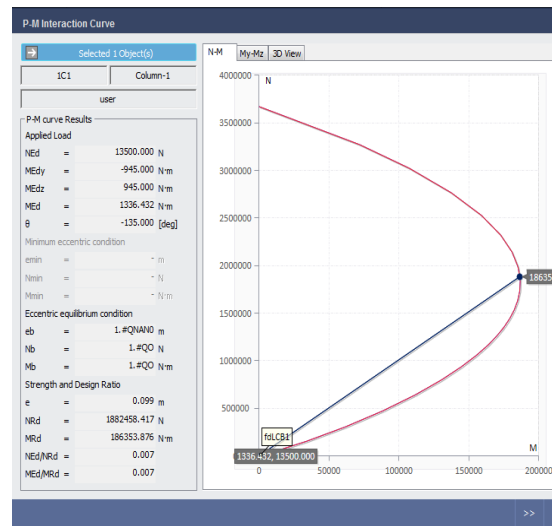 P-M Interaction Curve
Selected 1 Object(s)
1C1 Column-1
user
P-M curve Results
Applied Load
NEd = 13500.000 N
MEdy = -945.000 N·m
MEdz = 945.000 N·m
MEd = 1336.432 N·m
θ = -135.000 [deg]
Minimum eccentric condition
emin = - m
Nmin = - N
Mmin = - N·m
Eccentric equilibrium condition
eb = 1.#QNAN0 m
Nb = 1.#QO N
Mb = 1.#QO N·m
Strength and Design Ratio
e = 0.099 m
NRd = 1882458.417 N
MRd = 186353.876 N·m
NEd/NRd = 0.007
MEd/MRd = 0.007
N-M My-Mz 3D View
4000000 N
3500000
3000000
2500000
2000000
18635
1500000
1000000
500000
fdLCB1
M
1336.432, 13500.000
0 50000 100000 150000 200000
>>